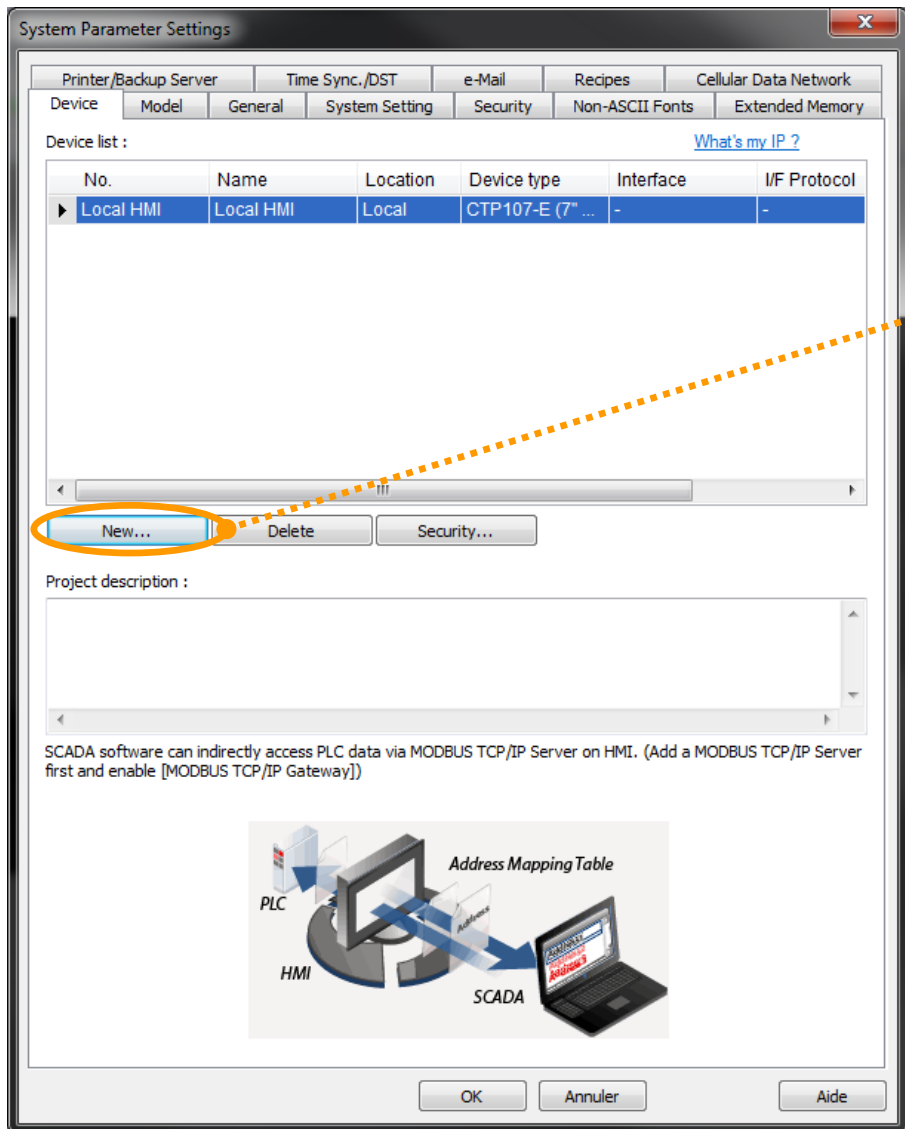 System Parameter Settings
Printer/Backup Server Time Sync./DST e-Mail Recipes Cellular Data Network
Device Model General System Setting Security Non-ASCII Fonts Extended Memory
Device list : What's my IP ?
No. Name Location Device type Interface I/F Protocol
Local HMI Local HMI Local CTP107-E (7" ... - -
New... Delete Security...
Project description :
SCADA software can indirectly access PLC data via MODBUS TCP/IP Server on HMI. (Add a MODBUS TCP/IP Server
first and enable [MODBUS TCP/IP Gateway])
Address Mapping Table
PLC
Address
HMI
SCADA
OK Annuler Aide